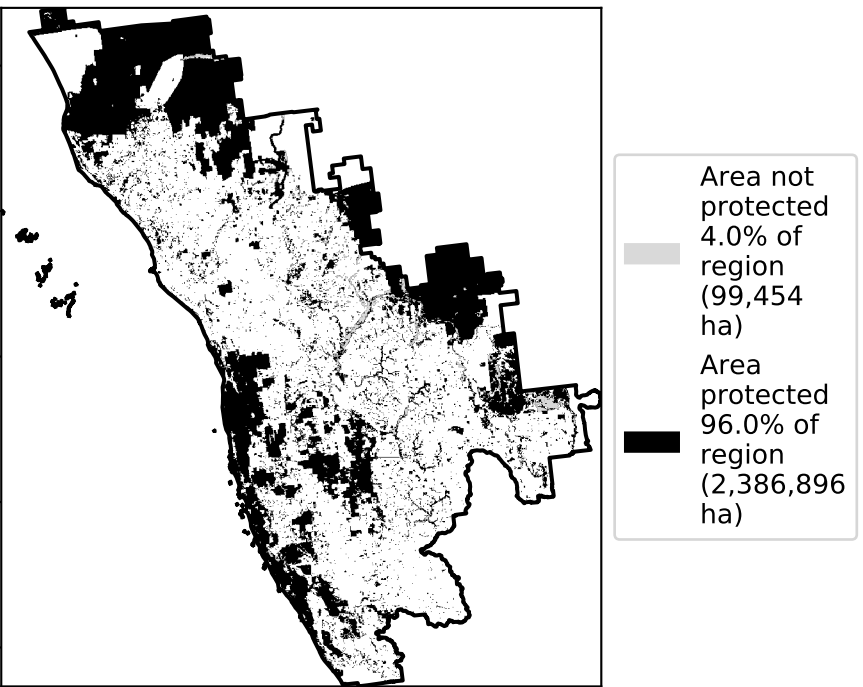 Area not
protected
4.0% of
region
(99,454
ha)
Area
protected
96.0% of
region
(2,386,896
ha)